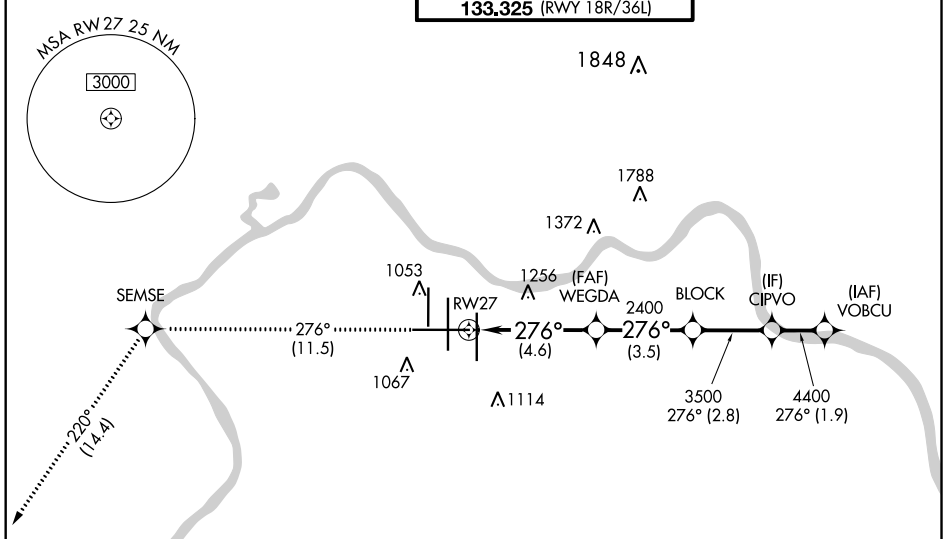 133.325 (RWY 18R/36L)
MSA RW27 25 NM
3000
1848
1788
1372
1053
1256
(FAF)
WEGDA
2400
BLOCK
(IF)
CIPVO
(IAF)
VOBCU
SEMSE
RW27
276°
(11.5)
276°
(4.6)
276°
(3.5)
1067
1114
3500
276° (2.8)
4400
276° (1.9)
220°
(14.4)